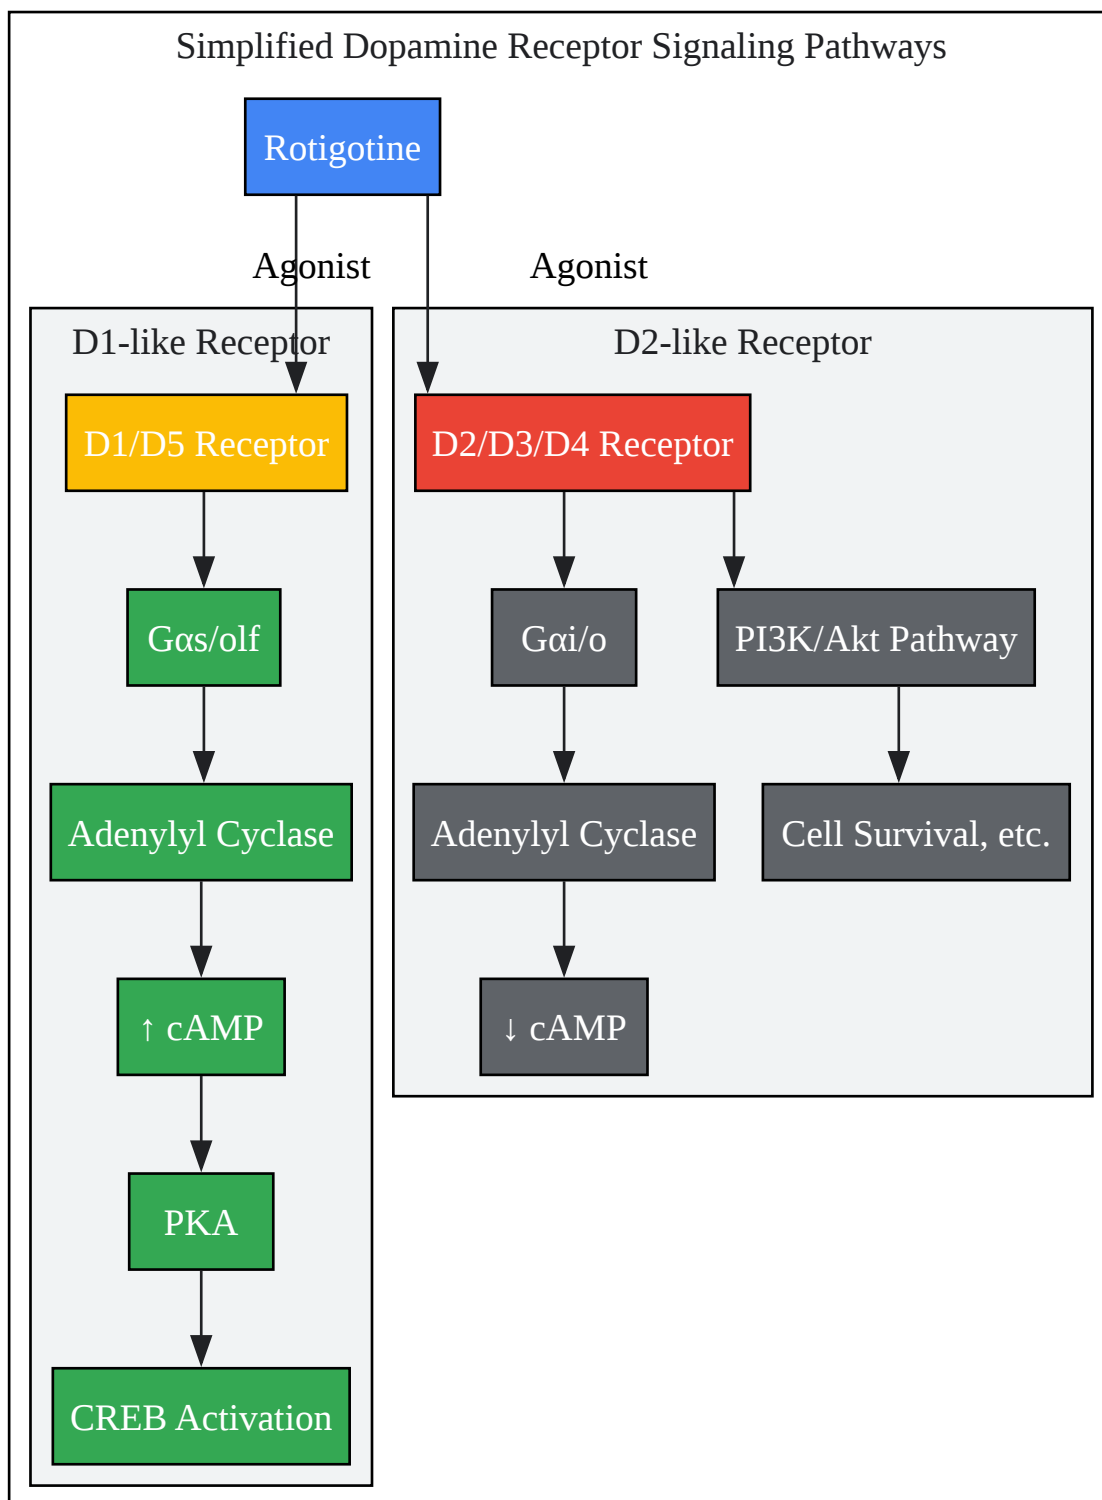 Simplified Dopamine Receptor Signaling Pathways
Rotigotine
Agonist
Agonist
D1-like Receptor
D2-like Receptor
D1/D5 Receptor
D2/D3/D4 Receptor
Gαs/olf
Gαi/o
PI3K/Akt Pathway
Adenylyl Cyclase
Adenylyl Cyclase
Cell Survival, etc.
↑ cAMP
↓ cAMP
PKA
CREB Activation